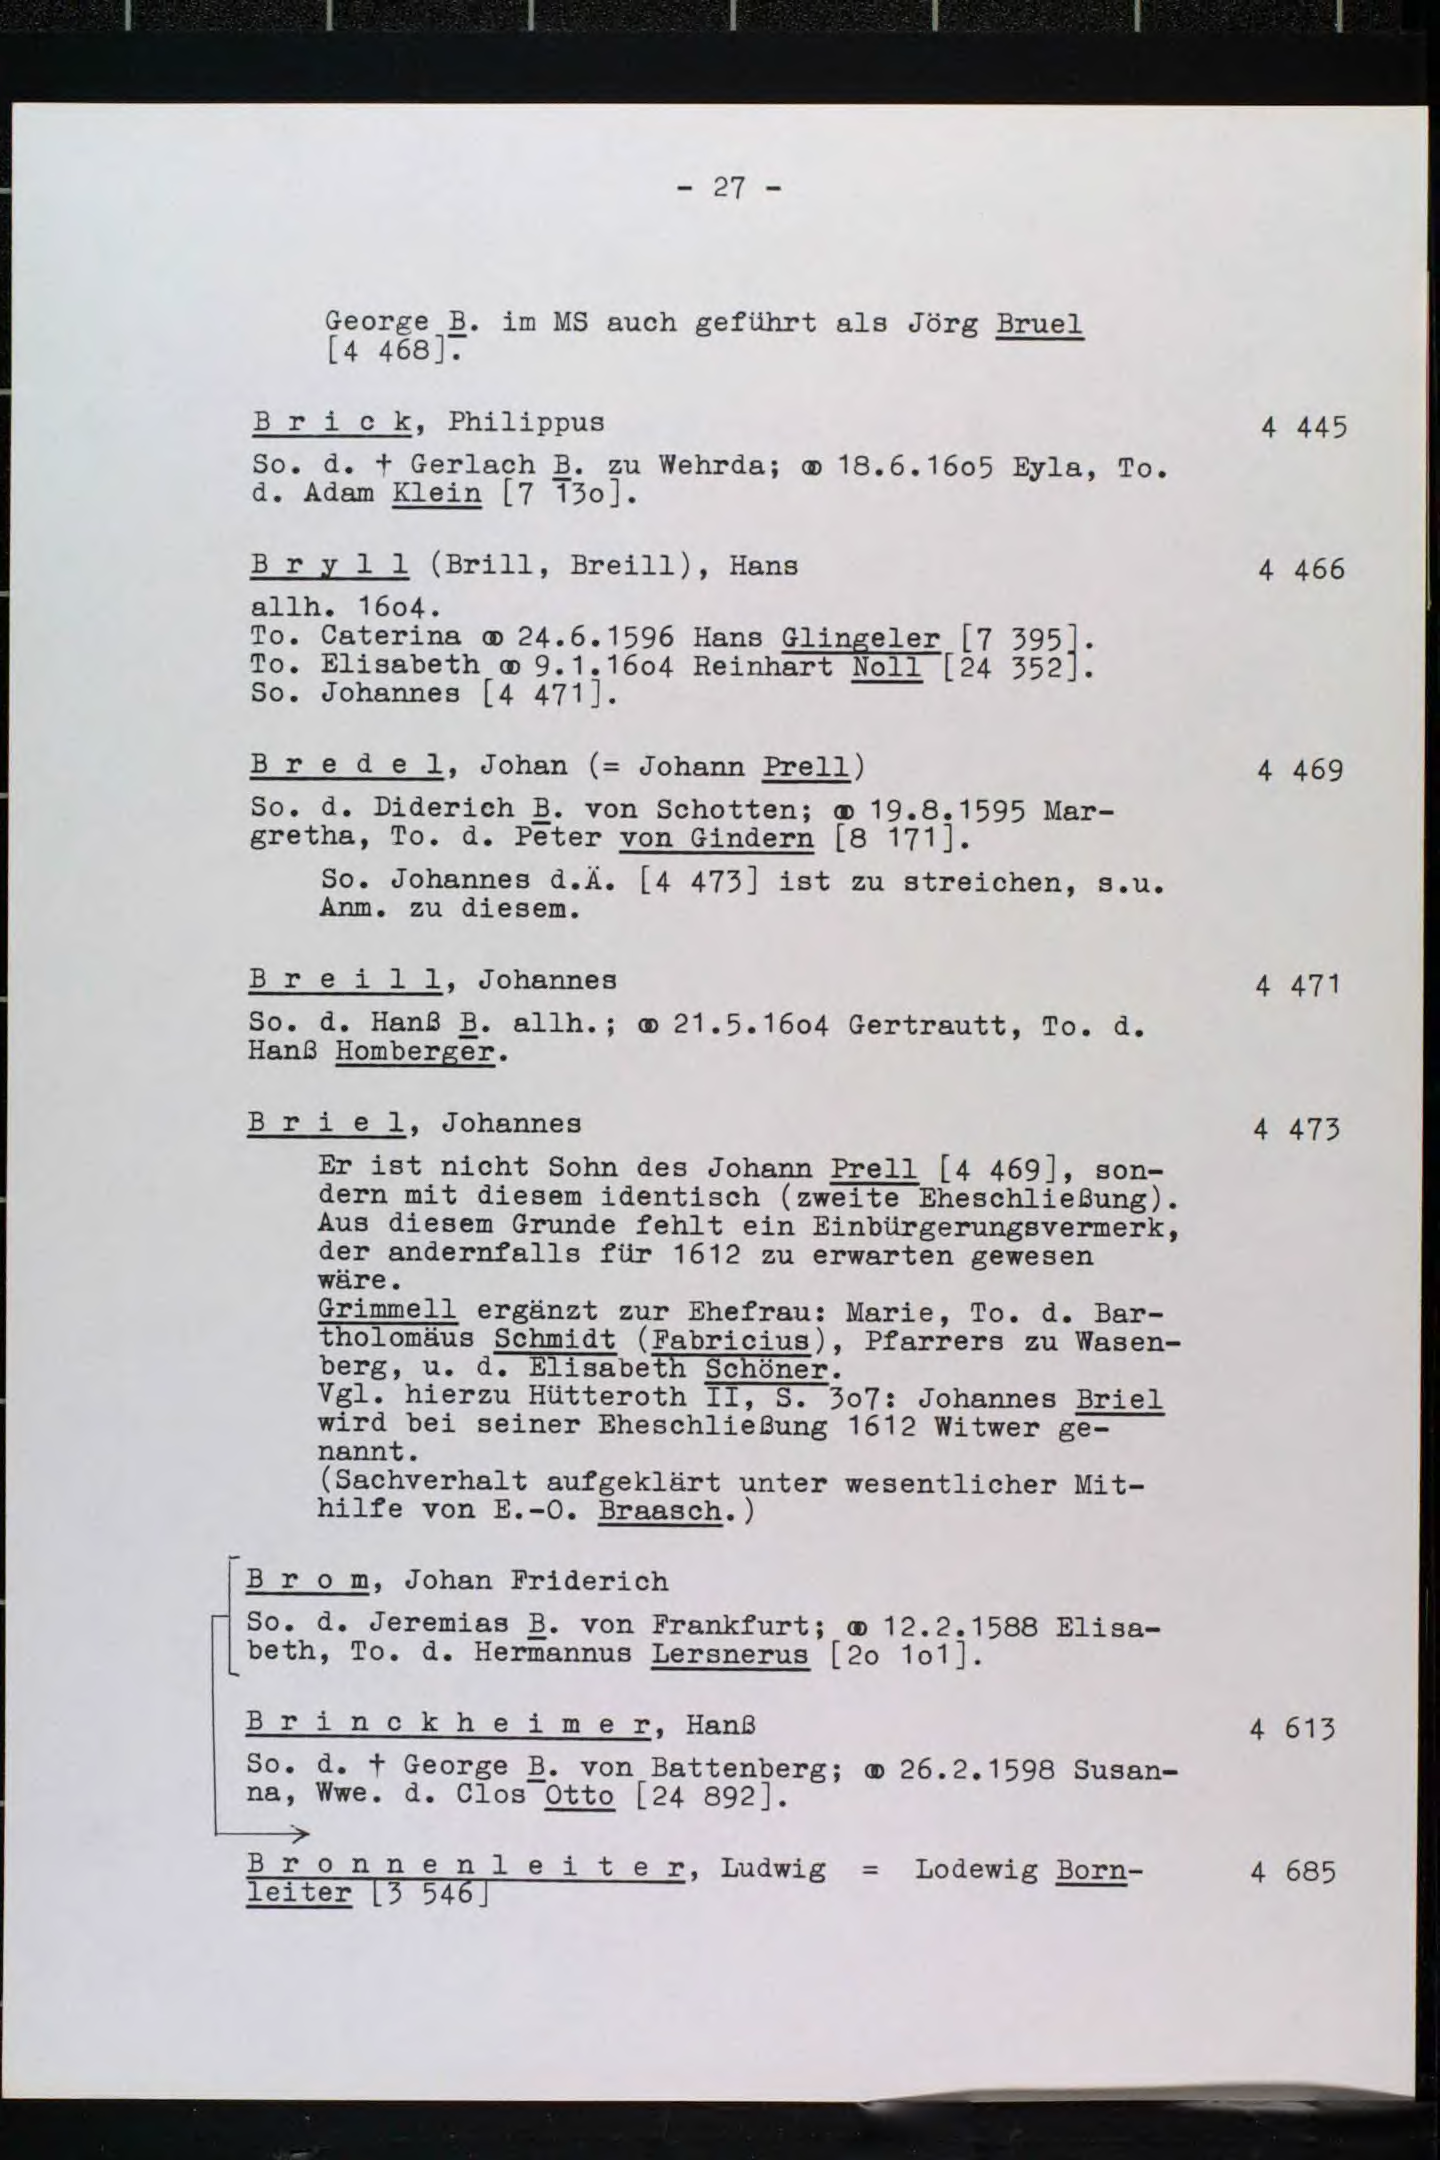 - 27 -
George B. im MS auch geführt als Jörg Bruel
[4 468].
B r i c k, Philippus 4 445
So. d. † Gerlach B. zu Wehrda; ⚭ 18.6.16o5 Eyla, To.
d. Adam Klein [7 13o].
B r y l l (Brill, Breill), Hans 4 466
allh. 16o4.
To. Caterina ⚭ 24.6.1596 Hans Glingeler [7 395].
To. Elisabeth ⚭ 9.1.16o4 Reinhart Noll [24 352].
So. Johannes [4 471].
B r e d e l, Johan (= Johann Prell) 4 469
So. d. Diderich B. von Schotten; ⚭ 19.8.1595 Mar-
gretha, To. d. Peter von Gindern [8 171].
So. Johannes d.Ä. [4 473] ist zu streichen, s.u.
Anm. zu diesem.
B r e i l l, Johannes 4 471
So. d. Hanß B. allh.; ⚭ 21.5.16o4 Gertrautt, To. d.
Hanß Homberger.
B r i e l, Johannes 4 473
Er ist nicht Sohn des Johann Prell [4 469], son-
dern mit diesem identisch (zweite Eheschließung).
Aus diesem Grunde fehlt ein Einbürgerungsvermerk,
der andernfalls für 1612 zu erwarten gewesen
wäre.
Grimmell ergänzt zur Ehefrau: Marie, To. d. Bar-
tholomäus Schmidt (Fabricius), Pfarrers zu Wasen-
berg, u. d. Elisabeth Schöner.
Vgl. hierzu Hütteroth II, S. 3o7: Johannes Briel
wird bei seiner Eheschließung 1612 Witwer ge-
nannt.
(Sachverhalt aufgeklärt unter wesentlicher Mit-
hilfe von E.-O. Braasch.)
B r o m, Johan Friderich
So. d. Jeremias B. von Frankfurt; ⚭ 12.2.1588 Elisa-
beth, To. d. Hermannus Lersnerus [2o 1o1].
B r i n c k h e i m e r, Hanß 4 613
So. d. † George B. von Battenberg; ⚭ 26.2.1598 Susan-
na, Wwe. d. Clos Otto [24 892].
B r o n n e n l e i t e r, Ludwig = Lodewig Born- 4 685
leiter [3 546]